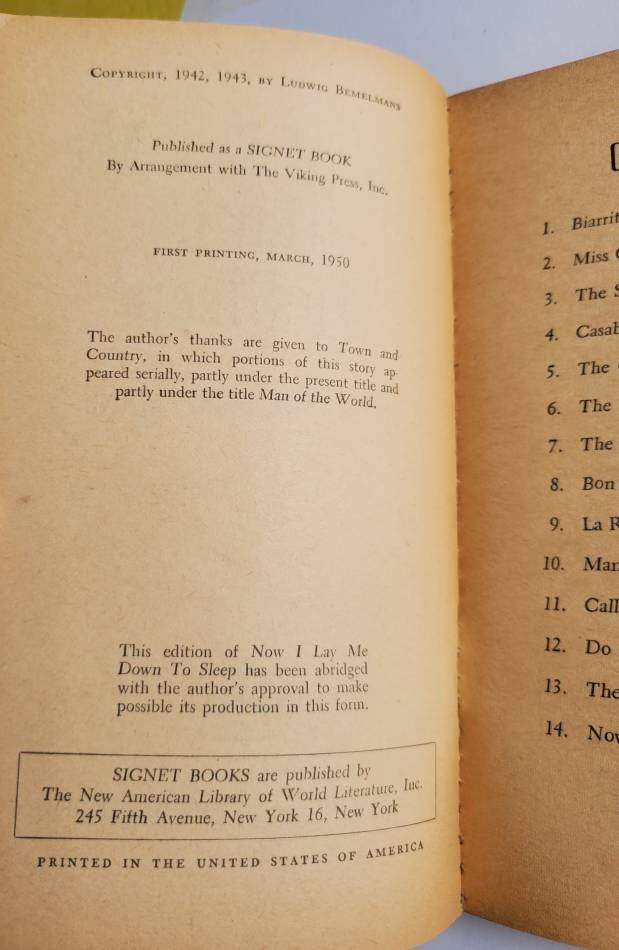 COPYRIGHT, 1942, 1943, BY LUDWIG BEMELMANS
Published as a SIGNET BOOK
By Arrangement with The Viking Press, Inc.
FIRST PRINTING, MARCH, 1950
The author's thanks are given to Town and
Country, in which portions of this story ap-
peared serially, partly under the present title and
partly under the title Man of the World.
This edition of Now I Lay Me
Down To Sleep has been abridged
with the author's approval to make
possible its production in this form.
SIGNET BOOKS are published by
The New American Library of World Literature, Inc.
245 Fifth Avenue, New York 16, New York
PRINTED IN THE UNITED STATES OF AMERICA
1. Biarrit
2. Miss
3. The S
4. Casab
5. The
6. The
7. The
8. Bon
9. La R
10. Man
11. Call
12. Do
13. The
14. Nov